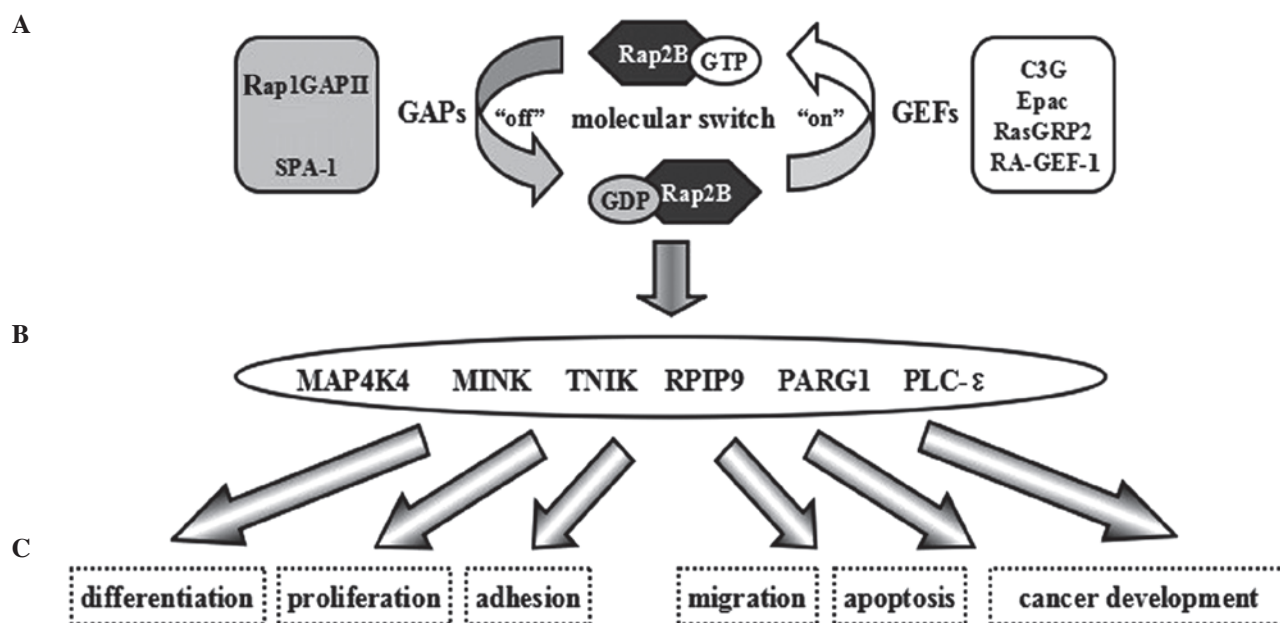 A
Rap1GAPII
SPA-1
GAPs
"off"
Rap2B
GTP
molecular switch
GDP
Rap2B
"on"
GEFs
C3G
Epac
RasGRP2
RA-GEF-1
B
MAP4K4 MINK TNIK RPIP9 PARG1 PLC-ε
C
differentiation proliferation adhesion migration apoptosis cancer development